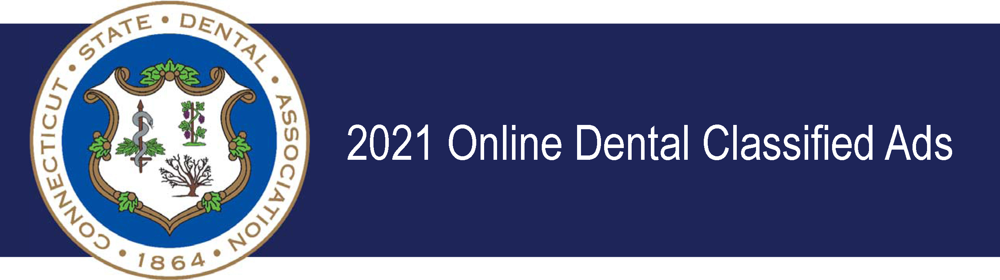 CONNECTICUT • STATE • DENTAL • ASSOCIATION
• 1864 •
2021 Online Dental Classified Ads